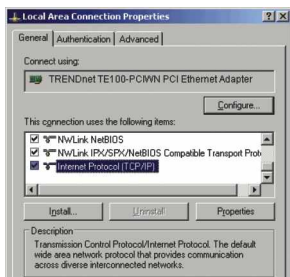 Local Area Connection Properties
General Authentication Advanced
Connect using:
TRENDnet TE100-PCIWN PCI Ethernet Adapter
Configure...
This connection uses the following items:
NWLink NetBIOS
NWLink IPX/SPX/NetBIOS Compatible Transport Prot
Internet Protocol (TCP/IP)
Install... Uninstall Properties
Description
Transmission Control Protocol/Internet Protocol. The default
wide area network protocol that provides communication
across diverse interconnected networks.